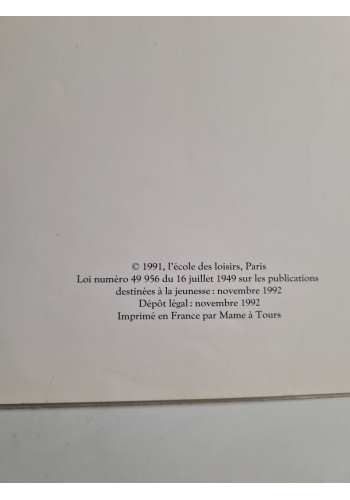 © 1991, l'école des loisirs, Paris
Loi numéro 49 956 du 16 juillet 1949 sur les publications
destinées à la jeunesse : novembre 1992
Dépôt légal : novembre 1992
Imprimé en France par Mame à Tours